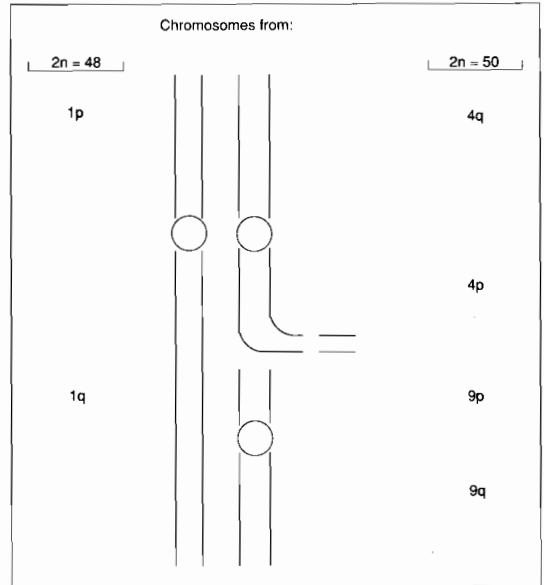 Chromosomes from:
2n = 48
2n = 50
1p
4q
4p
1q
9p
9q